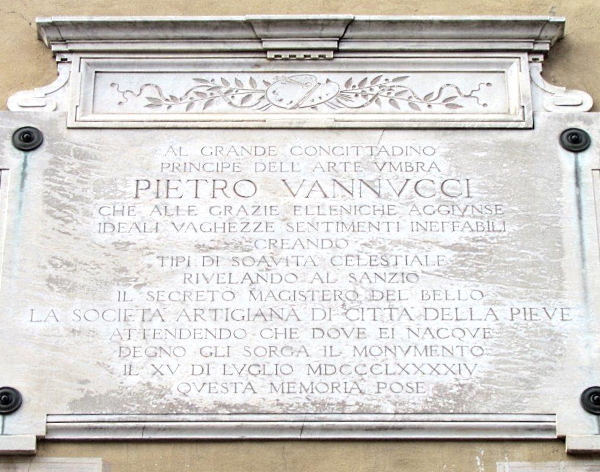 AL GRANDE CONCITTADINO
PRINCIPE DELL'ARTE VMBRA
PIETRO VANNVCCI
CHE ALLE GRAZIE ELLENICHE AGGIVNSE
IDEALI VAGHEZZE SENTIMENTI INEFFABILI
CREANDO
TIPI DI SOAVITÀ CELESTIALE
RIVELANDO AL SANZIO
IL SECRETO MAGISTERO DEL BELLO
LA SOCIETÀ ARTIGIANA DI CITTÀ DELLA PIEVE
ATTENDENDO CHE DOVE EI NACQVE
DEGNO GLI SORGA IL MONVMENTO
IL XV DI LVGLIO MDCCCLXXXXIV
QVESTA MEMORIA POSE